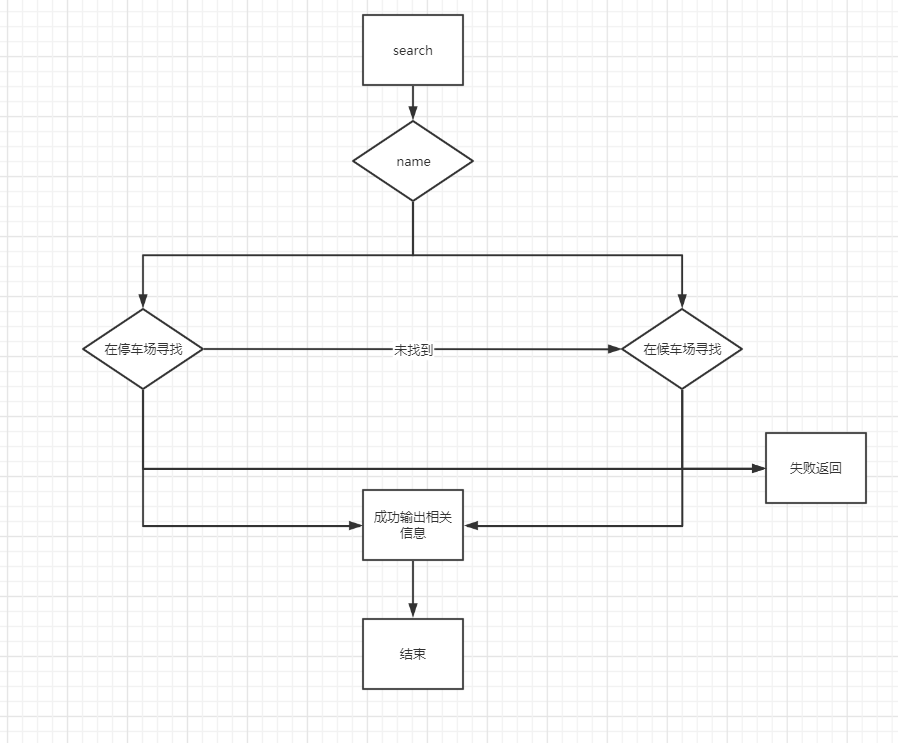 search
name
在停车场寻找
未找到
在候车场寻找
失败返回
成功输出相关
信息
结束